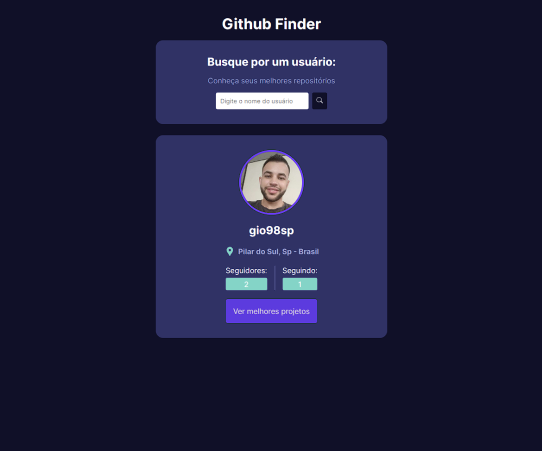 Github Finder
Busque por um usuário:
Conheça seus melhores repositórios
Digite o nome do usuário
gio98sp
Pilar do Sul, Sp - Brasil
Seguidores: Seguindo:
2 1
Ver melhores projetos